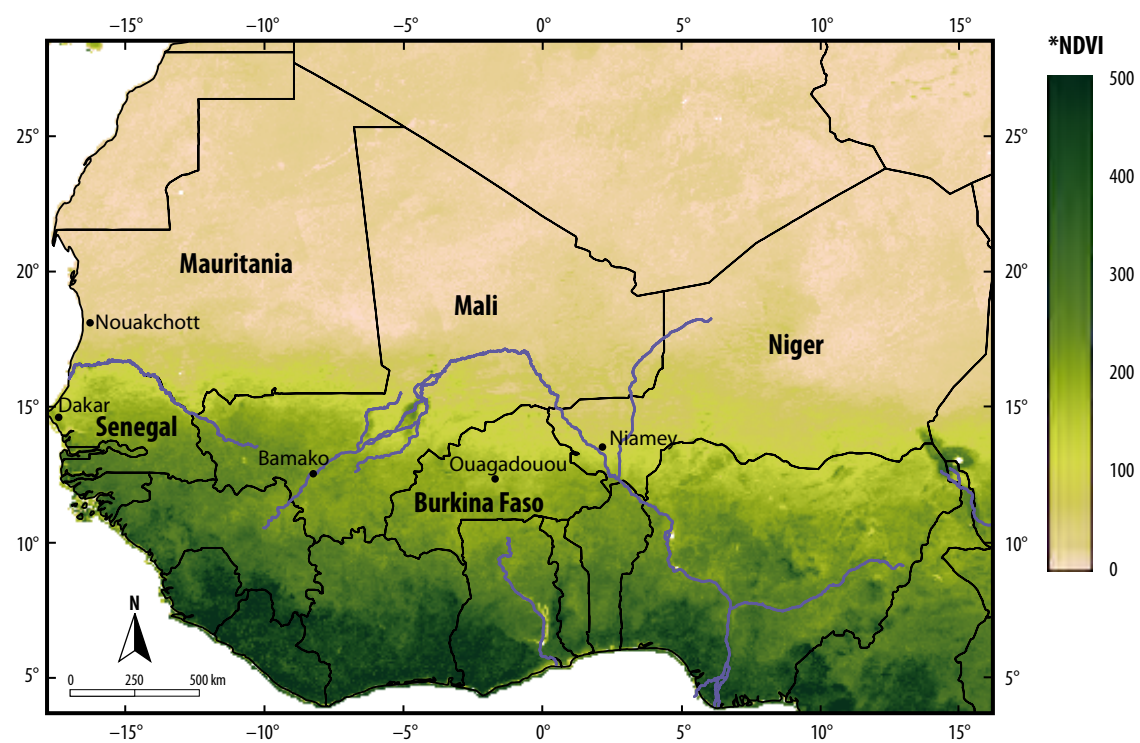 −15° −10° −5° 0° 5° 10° 15°
*NDVI
500
25° 25°
400
20° 20°
300
Mauritania
Mali
Nouakchott
Niger
200
15° 15°
Dakar
Senegal
Niamey
Bamako
Ouagadouou
100
Burkina Faso
10° 10°
0
N
5° 5°
0 250 500 km
−15° −10° −5° 0° 5° 10° 15°